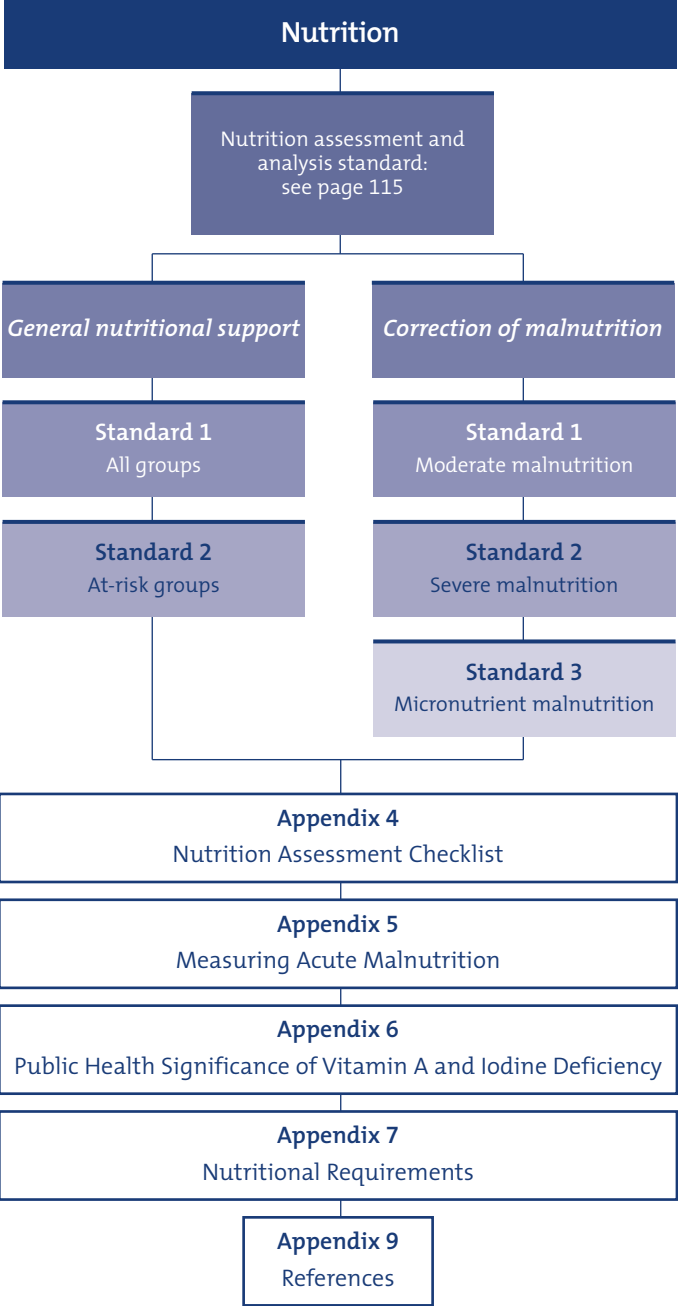 Nutrition
Nutrition assessment and
analysis standard:
see page 115
General nutritional support
Standard 1
All groups
Standard 2
At-risk groups
Correction of malnutrition
Standard 1
Moderate malnutrition
Standard 2
Severe malnutrition
Standard 3
Micronutrient malnutrition
Appendix 4
Nutrition Assessment Checklist
Appendix 5
Measuring Acute Malnutrition
Appendix 6
Public Health Significance of Vitamin A and Iodine Deficiency
Appendix 7
Nutritional Requirements
Appendix 9
References